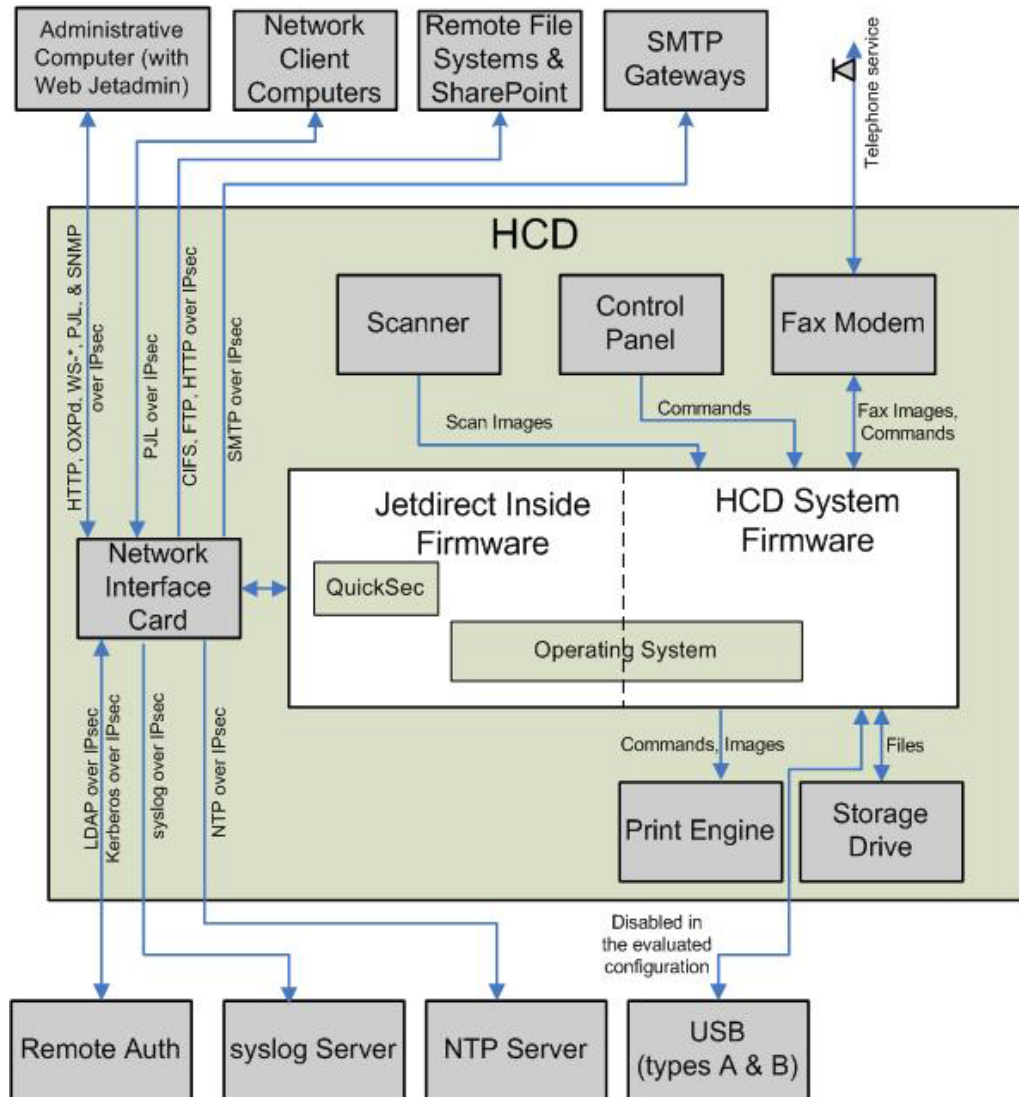 Administrative
Computer (with
Web Jetadmin)
Network
Client
Computers
Remote File
Systems &
SharePoint
SMTP
Gateways
Telephone service
HCD
HTTP, OXPd, WS-*, PJL, & SNMP
over IPsec
PJL over IPsec
CIFS, FTP, HTTP over IPsec
SMTP over IPsec
Scanner
Control
Panel
Fax Modem
Scan Images
Commands
Fax Images,
Commands
Jetdirect Inside
Firmware
HCD System
Firmware
Network
Interface
Card
QuickSec
Operating System
LDAP over IPsec
Kerberos over IPsec
syslog over IPsec
NTP over IPsec
Commands, Images
Files
Print Engine
Storage
Drive
Disabled in
the evaluated
configuration
Remote Auth
syslog Server
NTP Server
USB
(types A & B)